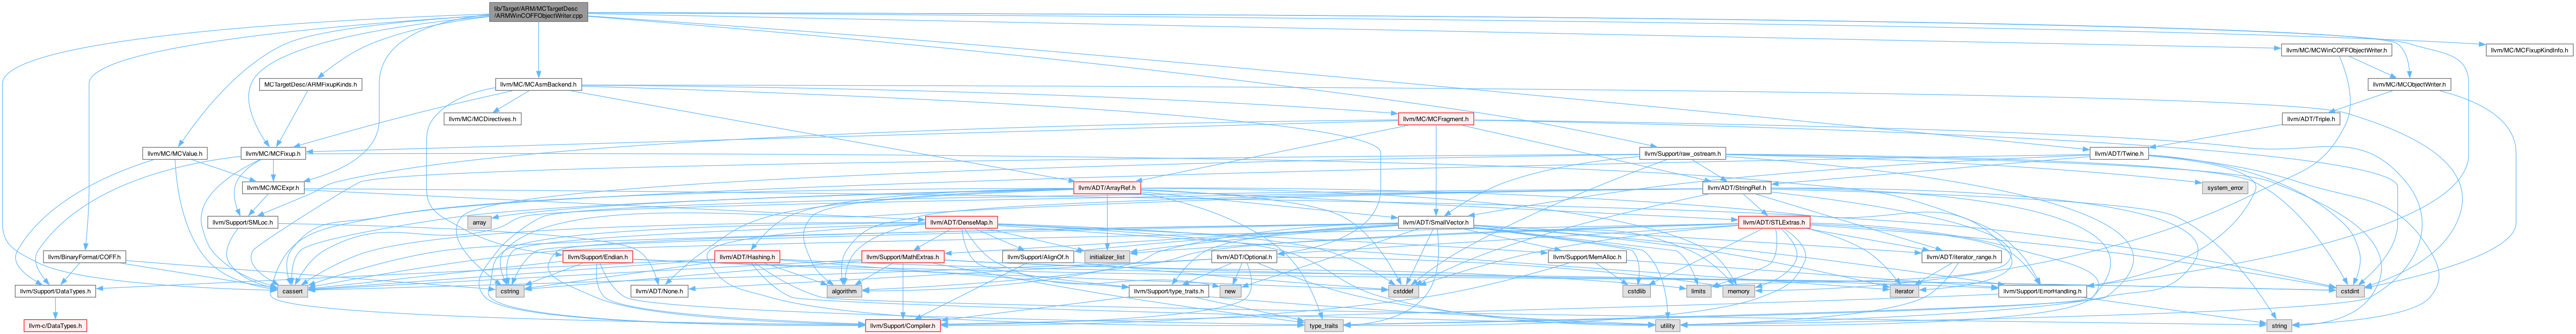 lib/Target/ARM/MCTargetDesc
/ARMWinCOFFObjectWriter.cpp
llvm/MC/MCWinCOFFObjectWriter.h
llvm/MC/MCFixupKindInfo.h
MCTargetDesc/ARMFixupKinds.h
llvm/MC/MCAsmBackend.h
llvm/MC/MCObjectWriter.h
llvm/MC/MCDirectives.h
llvm/MC/MCFragment.h
llvm/ADT/Triple.h
llvm/MC/MCValue.h
llvm/MC/MCFixup.h
llvm/Support/raw_ostream.h
llvm/ADT/Twine.h
llvm/MC/MCExpr.h
llvm/ADT/ArrayRef.h
llvm/ADT/StringRef.h
system_error
llvm/Support/SMLoc.h
array
llvm/ADT/DenseMap.h
llvm/ADT/SmallVector.h
llvm/ADT/STLExtras.h
llvm/BinaryFormat/COFF.h
llvm/Support/Endian.h
llvm/ADT/Hashing.h
llvm/Support/MathExtras.h
llvm/Support/AlignOf.h
initializer_list
llvm/ADT/Optional.h
llvm/Support/MemAlloc.h
llvm/ADT/iterator_range.h
llvm/Support/DataTypes.h
cassert
cstring
llvm/ADT/None.h
algorithm
llvm/Support/type_traits.h
new
cstddef
cstdlib
limits
memory
iterator
llvm/Support/ErrorHandling.h
cstdint
llvm-c/DataTypes.h
llvm/Support/Compiler.h
type_traits
utility
string